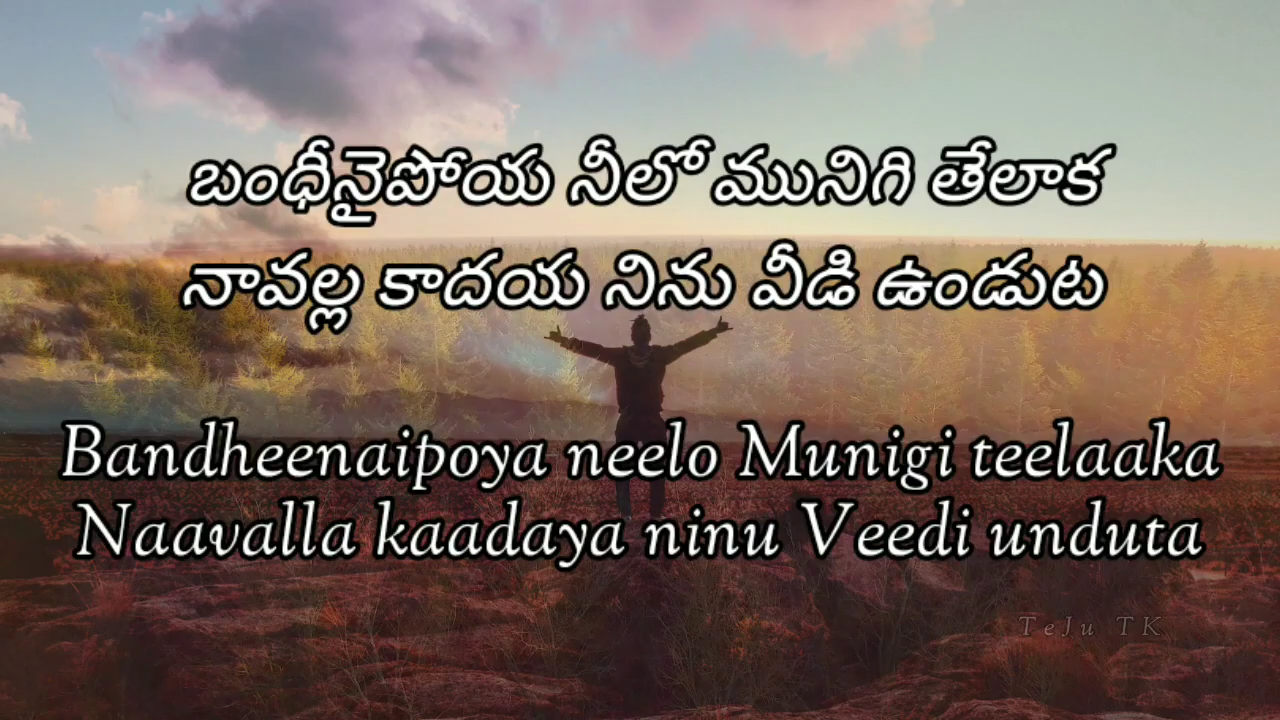 బంధీనైపోయ నీలో మునిగి తేలాక
నావల్ల కాదయ నిను వీడి ఉండుట
Bandheenaipoya neelo Munigi teelaaka
Naavalla kaadaya ninu Veedi unduta
TeJu TK